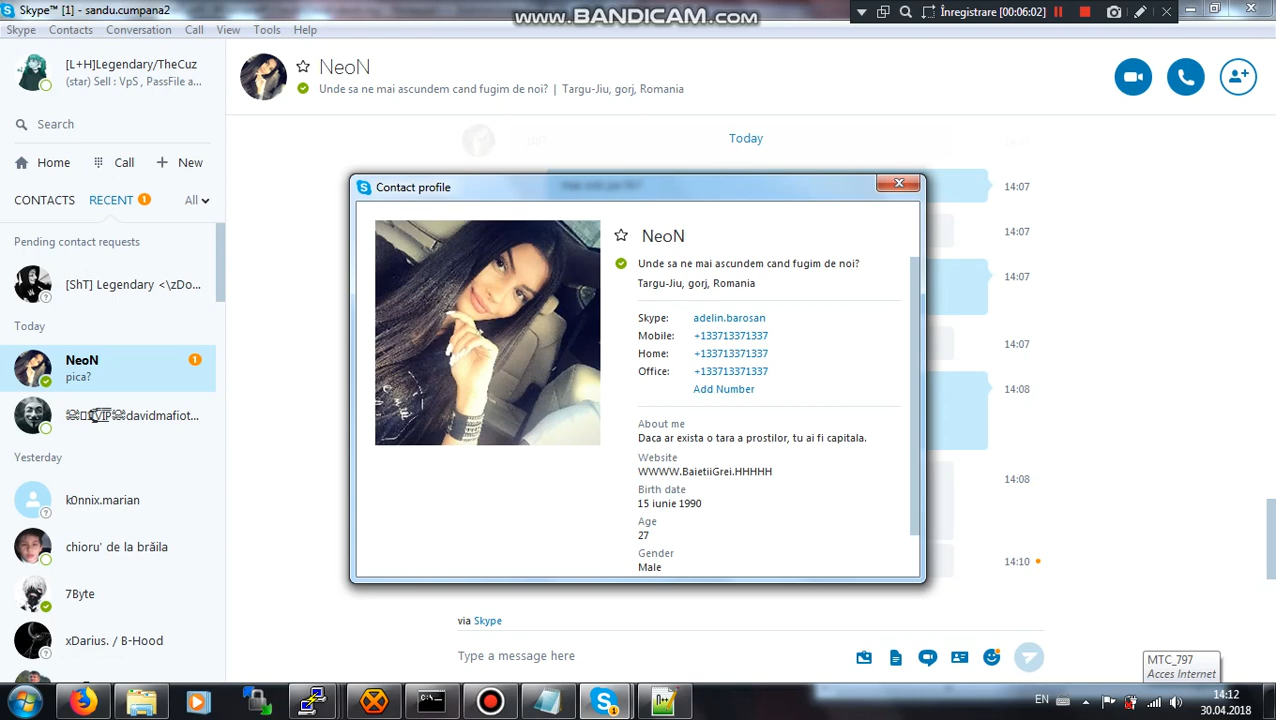 Skype™ [1] - sandu.cumpana2
www.BANDICAM.com
Înregistrare [00:06:02]
Skype Contacts Conversation Call View Tools Help
[L+H]Legendary/TheCuz
(star) Sell : VpS , PassFile a...
Search
Home Call New
CONTACTS RECENT 1 All
Pending contact requests
[ShT] Legendary <\zDo...
Today
NeoN 1
pica?
VIP davidmafiot...
Yesterday
k0nnix.marian
chioru' de la brăila
7Byte
xDarius. / B-Hood
NeoN
Unde sa ne mai ascundem cand fugim de noi? | Targu-Jiu, gorj, Romania
Today
14:07
14:07
14:07
14:07
14:08
14:08
14:10
Contact profile
NeoN
Unde sa ne mai ascundem cand fugim de noi?
Targu-Jiu, gorj, Romania
Skype: adelin.barosan
Mobile: +133713371337
Home: +133713371337
Office: +133713371337
Add Number
About me
Daca ar exista o tara a prostilor, tu ai fi capitala.
Website
WWWW.BaietiiGrei.HHHHH
Birth date
15 iunie 1990
Age
27
Gender
Male
via Skype
Type a message here
MTC_797
Acces Internet
EN
14:12
30.04.2018